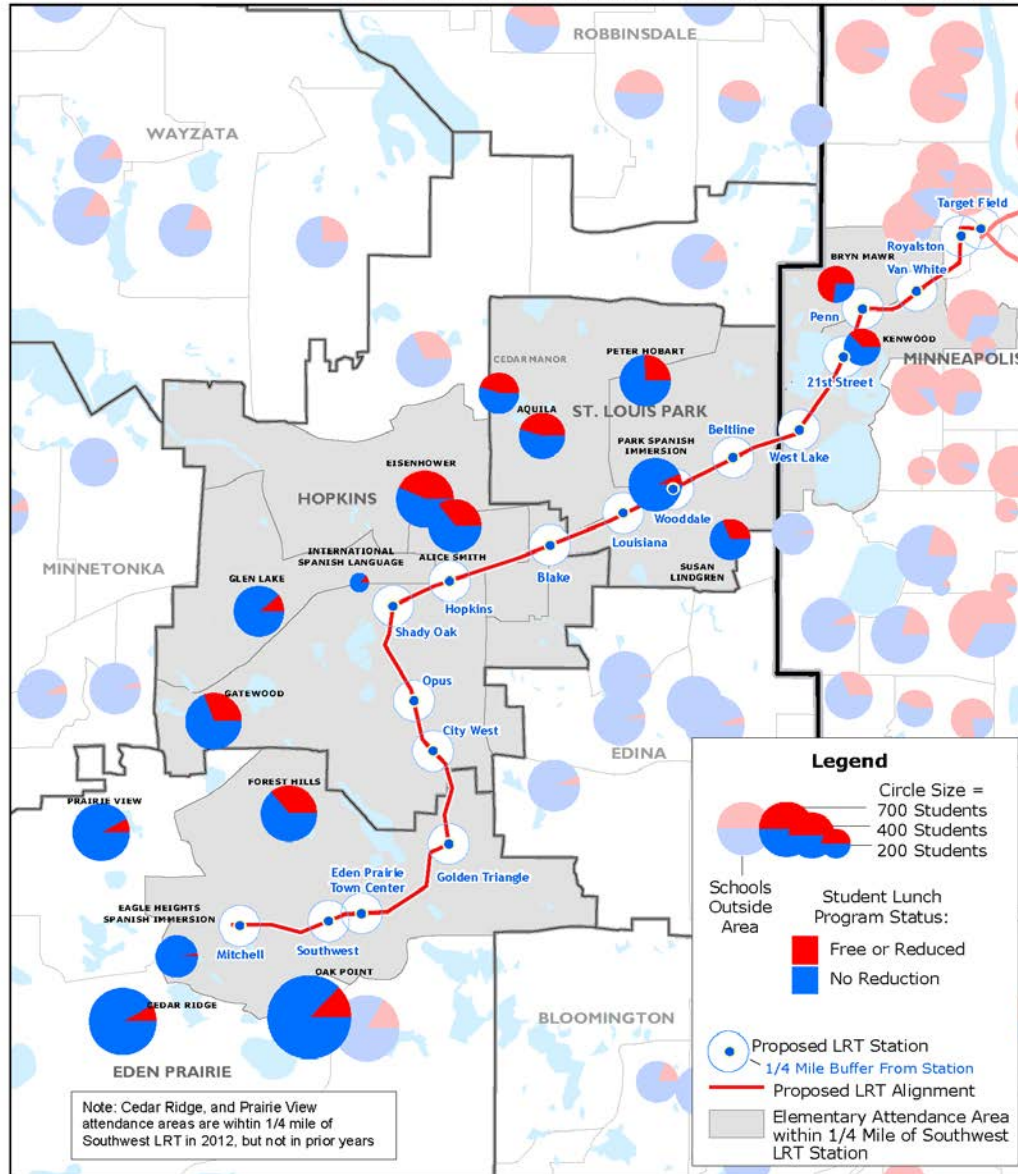 ROBBINSDALE
WAYZATA
Target Field
Royalston
BRYN MAWR
Van White
Penn
KENWOOD
MINNEAPOLIS
21st Street
CEDAR MANOR
PETER HOBART
ST. LOUIS PARK
AQUILA
Beltline
PARK SPANISH
IMMERSION
West Lake
EISENHOWER
HOPKINS
Wooddale
Louisiana
INTERNATIONAL
SPANISH LANGUAGE
ALICE SMITH
MINNETONKA
GLEN LAKE
Blake
SUSAN
LINDGREN
Hopkins
Shady Oak
Opus
GATEWOOD
City West
EDINA
FOREST HILLS
PRAIRIE VIEW
Golden Triangle
Eden Prairie
Town Center
EAGLE HEIGHTS
SPANISH IMMERSION
Mitchell
Southwest
OAK POINT
CEDAR RIDGE
BLOOMINGTON
EDEN PRAIRIE
Note: Cedar Ridge, and Prairie View
attendance areas are wihtin 1/4 mile of
Southwest LRT in 2012, but not in prior years
Legend
Circle Size =
700 Students
400 Students
200 Students
Schools
Outside
Area
Student Lunch
Program Status:
Free or Reduced
No Reduction
Proposed LRT Station
1/4 Mile Buffer From Station
Proposed LRT Alignment
Elementary Attendance Area
within 1/4 Mile of Southwest
LRT Station